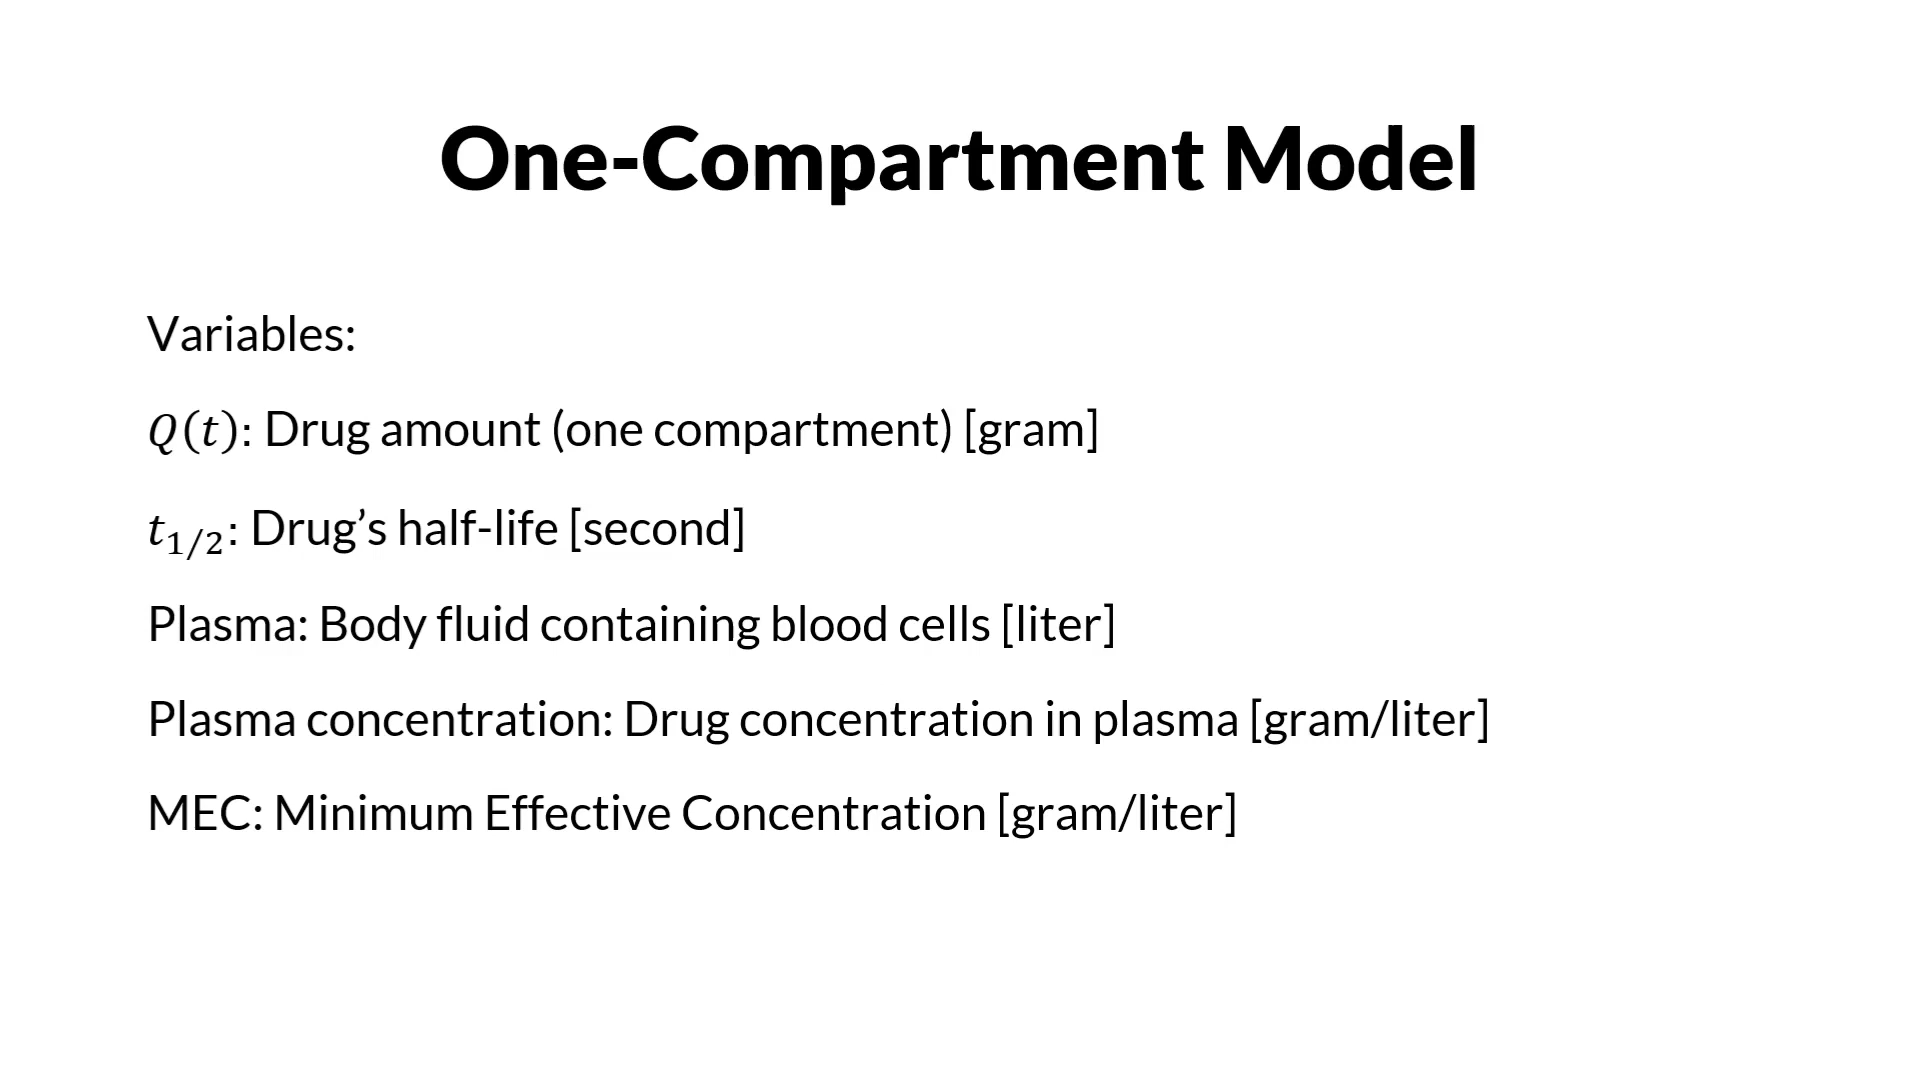 One-Compartment Model
Variables:
Q(t): Drug amount (one compartment) [gram]
t1/2: Drug’s half-life [second]
Plasma: Body fluid containing blood cells [liter]
Plasma concentration: Drug concentration in plasma [gram/liter]
MEC: Minimum Effective Concentration [gram/liter]